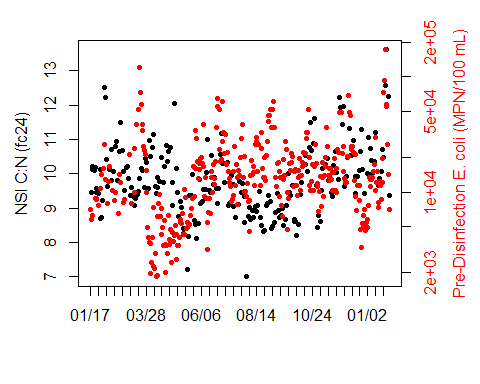 NSI C:N (fc24)
13
12
11
10
9
8
7
2e+05
5e+04
1e+04
2e+03
Pre-Disinfection E. coli (MPN/100 mL)
01/17 03/28 06/06 08/14 10/24 01/02